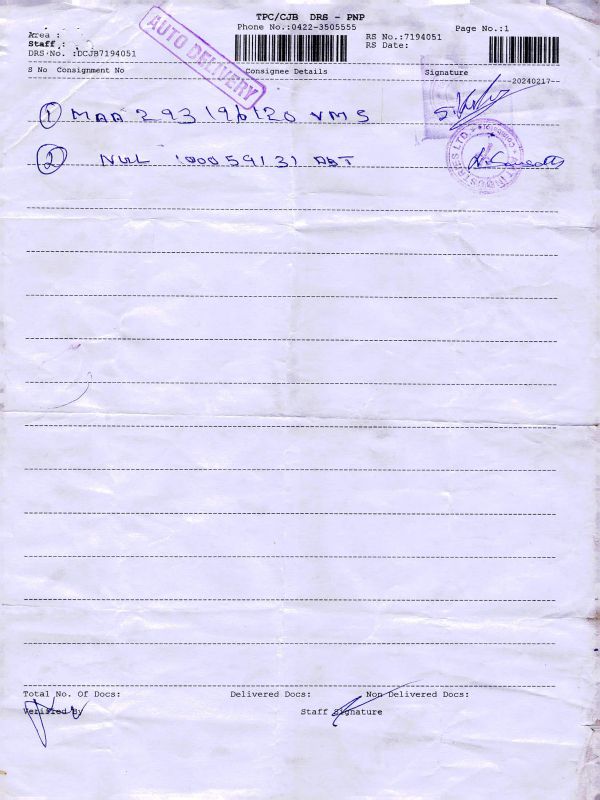 TPC/CJB DRS - PNP
Phone No.:0422-3505555
Page No.:1
Area :
Staff :
DRS No. :DCJB7194051
RS No.:7194051
RS Date:
AUTO DELIVERY
S No Consignment No Consignee Details Signature
20240217
1 MAA 293 196120 VMS
2 NUL 100059131 ABT
Total No. Of Docs: Delivered Docs: Non Delivered Docs:
Verified By Staff Signature